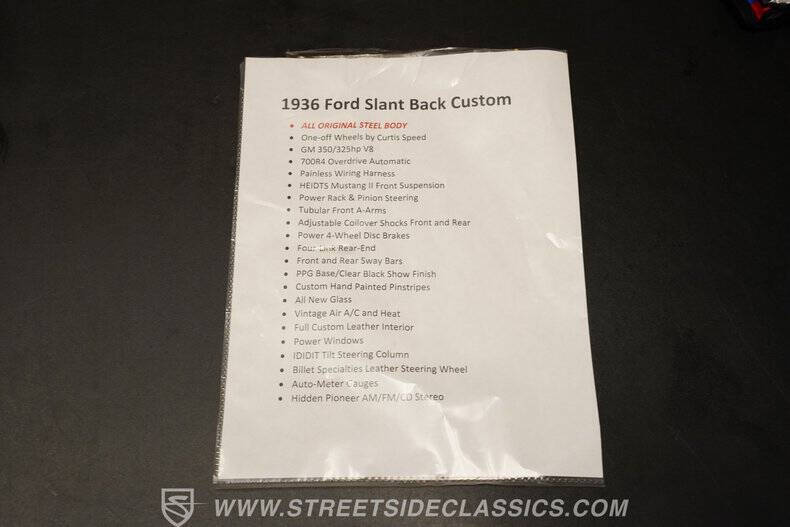 1936 Ford Slant Back Custom
• ALL ORIGINAL STEEL BODY
• One-off Wheels by Curtis Speed
• GM 350/325hp V8
• 700R4 Overdrive Automatic
• Painless Wiring Harness
• HEIDTS Mustang II Front Suspension
• Power Rack & Pinion Steering
• Tubular Front A-Arms
• Adjustable Coilover Shocks Front and Rear
• Power 4-Wheel Disc Brakes
• Four Link Rear-End
• Front and Rear Sway Bars
• PPG Base/Clear Black Show Finish
• Custom Hand Painted Pinstripes
• All New Glass
• Vintage Air A/C and Heat
• Full Custom Leather Interior
• Power Windows
• IDIDIT Tilt Steering Column
• Billet Specialties Leather Steering Wheel
• Auto-Meter Gauges
• Hidden Pioneer AM/FM/CD Stereo
WWW.STREETSIDECLASSICS.COM